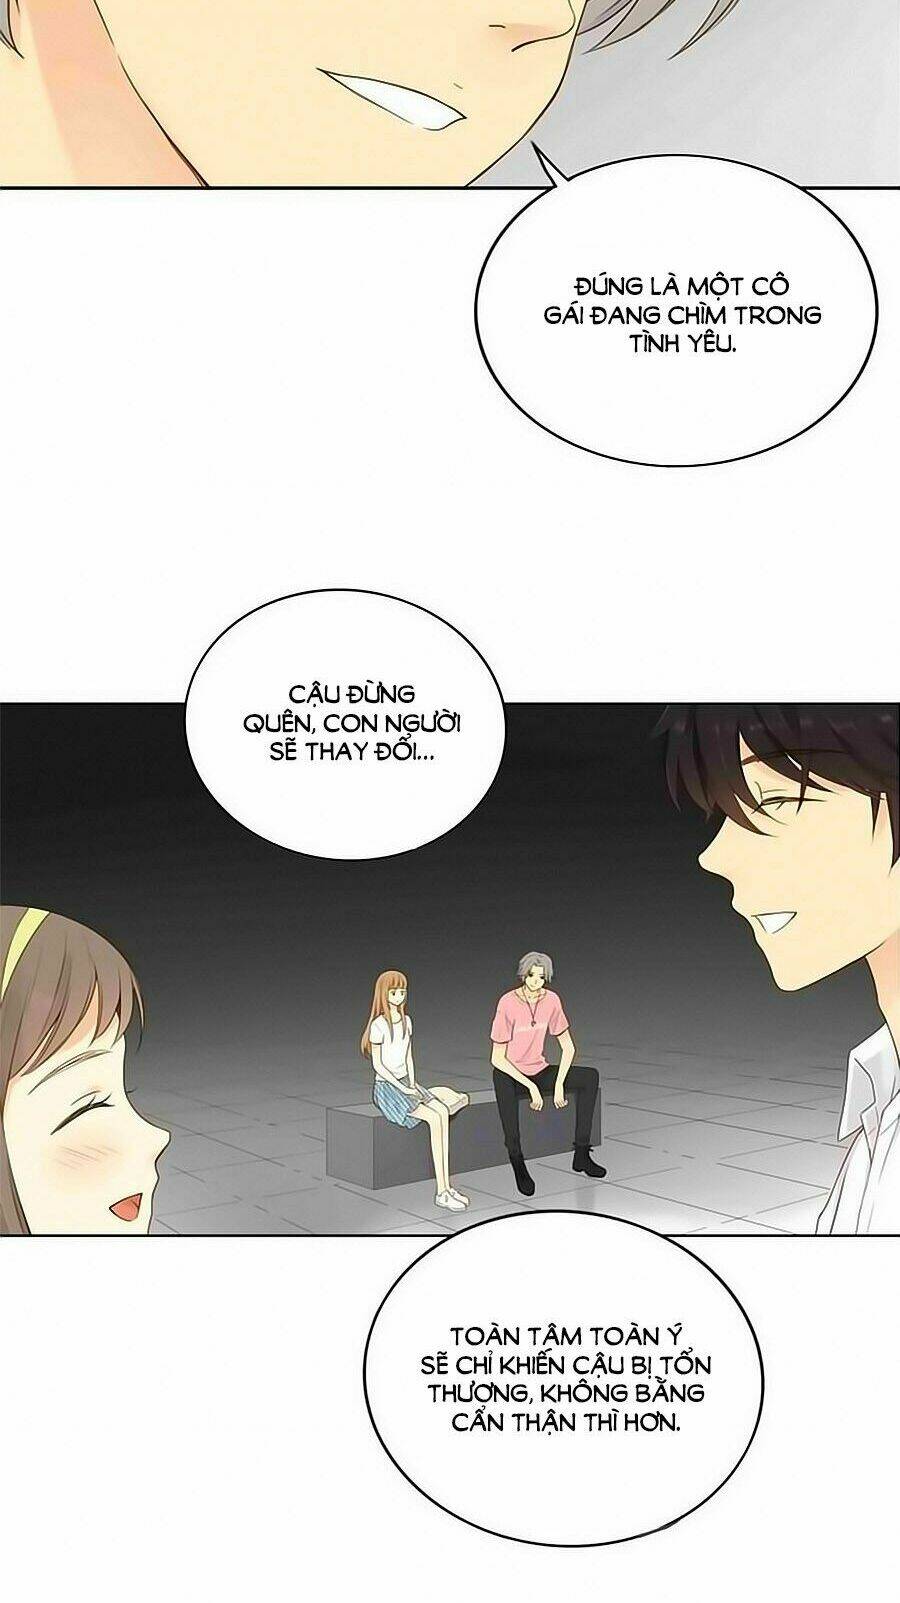 ĐÚNG LÀ MỘT CÔ
GÁI ĐANG CHÌM TRONG
TÌNH YÊU.
CẬU ĐỪNG
QUÊN, CON NGƯỜI
SẼ THAY ĐỔI...
TOÀN TÂM TOÀN Ý
SẼ CHỈ KHIẾN CẬU BỊ TỔN
THƯƠNG, KHÔNG BẰNG
CẨN THẬN THÌ HƠN.